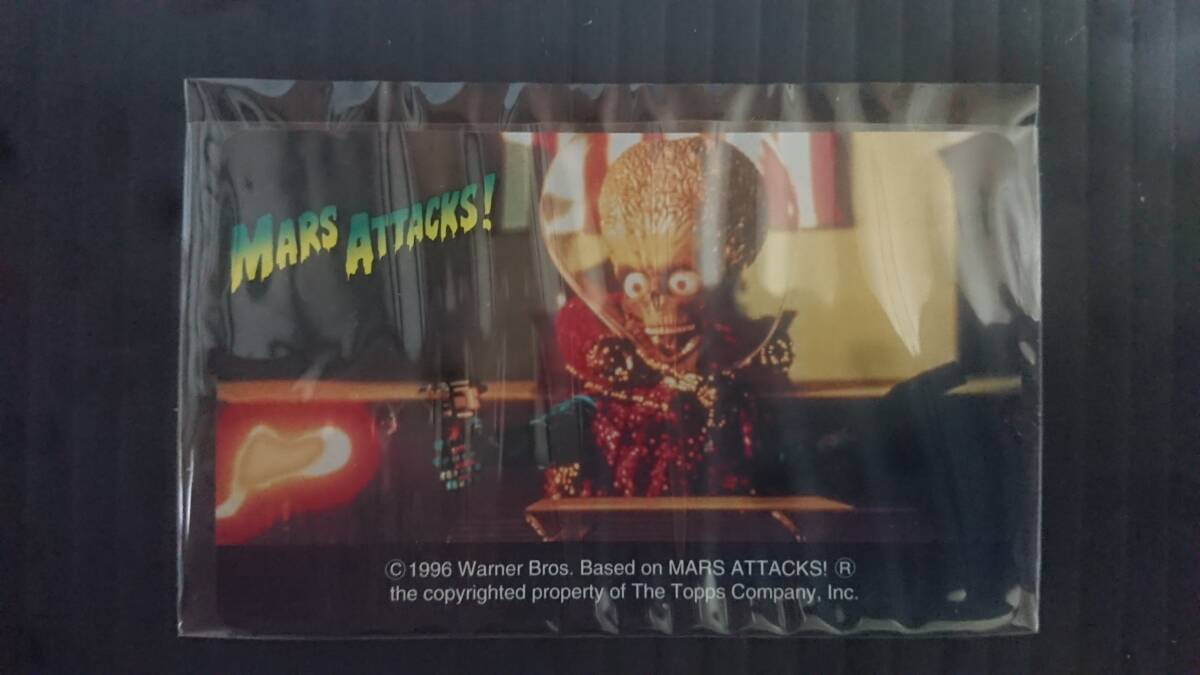 MARS ATTACKS!
©1996 Warner Bros. Based on MARS ATTACKS! ®
the copyrighted property of The Topps Company, Inc.